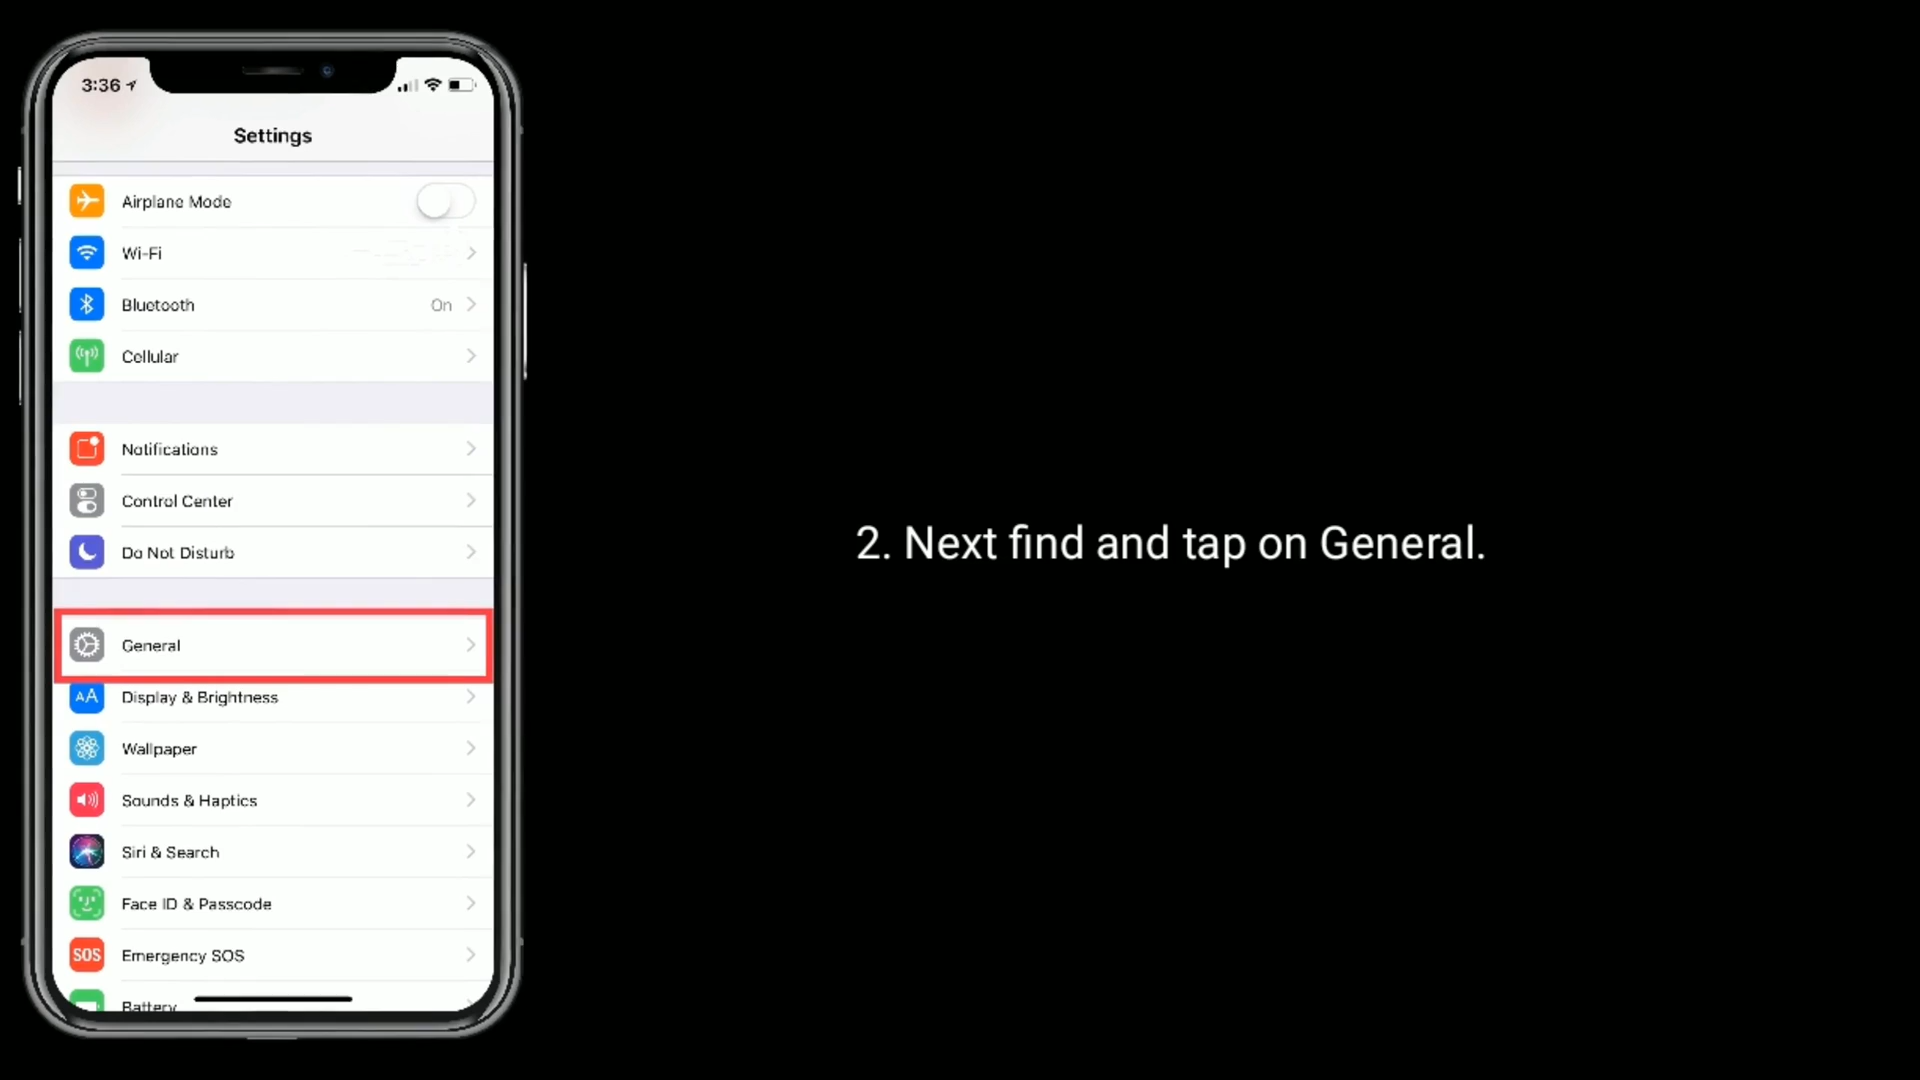 3:36
Settings
Airplane Mode
Wi-Fi
Bluetooth On
Cellular
Notifications
Control Center
Do Not Disturb
General
AA Display & Brightness
Wallpaper
Sounds & Haptics
Siri & Search
Face ID & Passcode
SOS Emergency SOS
Battery
2. Next find and tap on General.